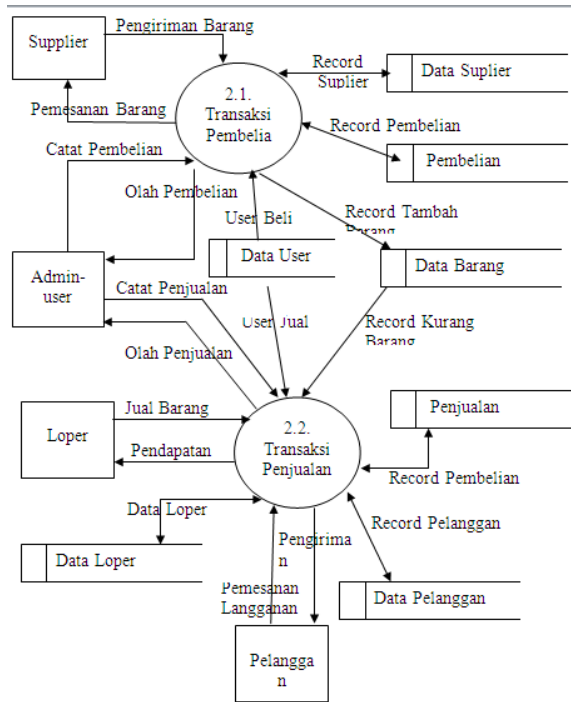 Pengiriman Barang
Supplier
Record
Suplier
Data Suplier
2.1.
Transaksi
Pembelia
Pemesanan Barang
Record Pembelian
Catat Pembelian
Pembelian
Olah Pembelian
User Beli
Record Tambah
Barang
Data User
Data Barang
Admin-
user
Catat Penjualan
User Jual
Record Kurang
Barang
Olah Penjualan
Jual Barang
Penjualan
Loper
2.2.
Transaksi
Penjualan
Pendapatan
Record Pembelian
Data Loper
Record Pelanggan
Pengirima
n
Data Loper
Pemesanan
Langganan
Data Pelanggan
Pelangga
n